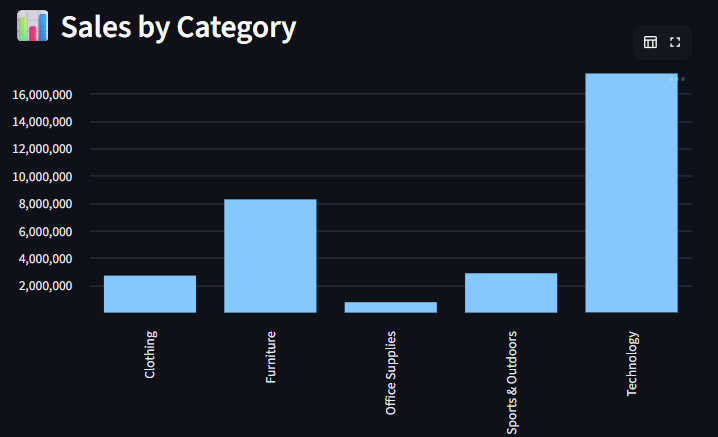 Sales by Category
16,000,000
14,000,000
12,000,000
10,000,000
8,000,000
6,000,000
4,000,000
2,000,000
Clothing
Furniture
Office Supplies
Sports & Outdoors
Technology